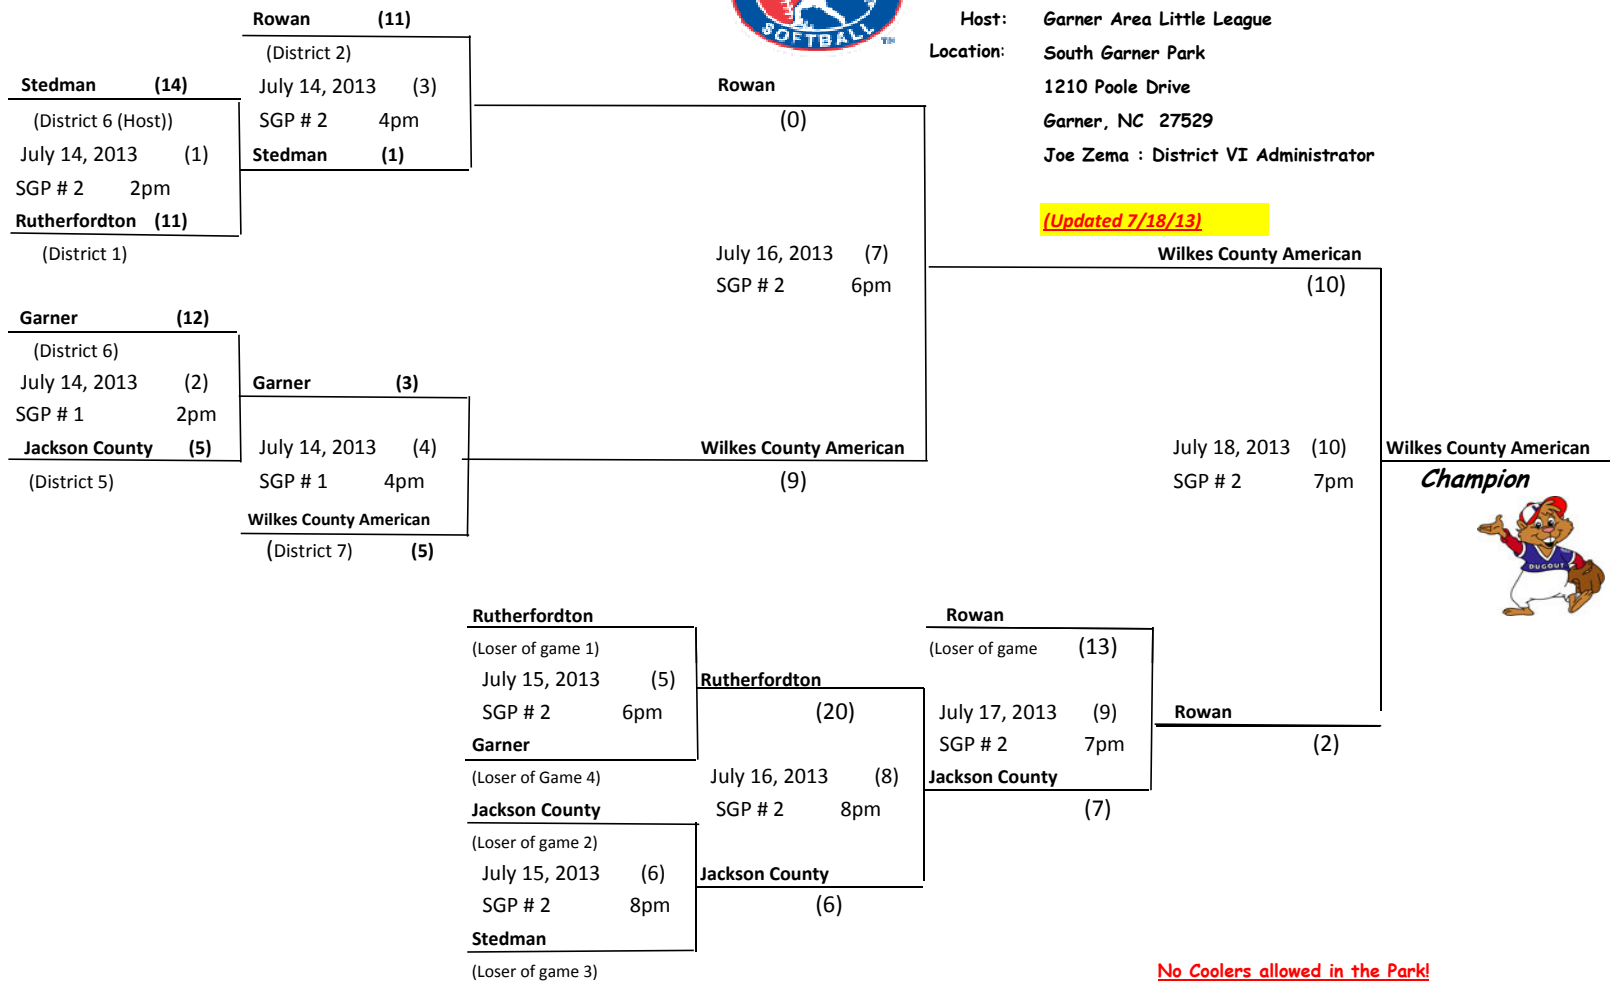 SOFTBALL TM
Host: Garner Area Little League
Location: South Garner Park
1210 Poole Drive
Garner, NC 27529
Joe Zema : District VI Administrator
(Updated 7/18/13)
Rowan (11)
(District 2)
July 14, 2013 (3)
SGP # 2 4pm
Stedman (1)
Stedman (14)
(District 6 (Host))
July 14, 2013 (1)
SGP # 2 2pm
Rutherfordton (11)
(District 1)
Garner (12)
(District 6)
July 14, 2013 (2)
SGP # 1 2pm
Jackson County (5)
(District 5)
Garner (3)
July 14, 2013 (4)
SGP # 1 4pm
Wilkes County American
(District 7) (5)
Rowan
(0)
July 16, 2013 (7)
SGP # 2 6pm
Wilkes County American
(9)
Wilkes County American
(10)
July 18, 2013 (10)
SGP # 2 7pm
Wilkes County American
Champion
DUGOUT
Rutherfordton
(Loser of game 1)
July 15, 2013 (5)
SGP # 2 6pm
Garner
(Loser of Game 4)
Jackson County
(Loser of game 2)
July 15, 2013 (6)
SGP # 2 8pm
Stedman
(Loser of game 3)
Rutherfordton
(20)
July 16, 2013 (8)
SGP # 2 8pm
Jackson County
(6)
Rowan
(Loser of game (13)
July 17, 2013 (9)
SGP # 2 7pm
Jackson County
(7)
Rowan
(2)
No Coolers allowed in the Park!